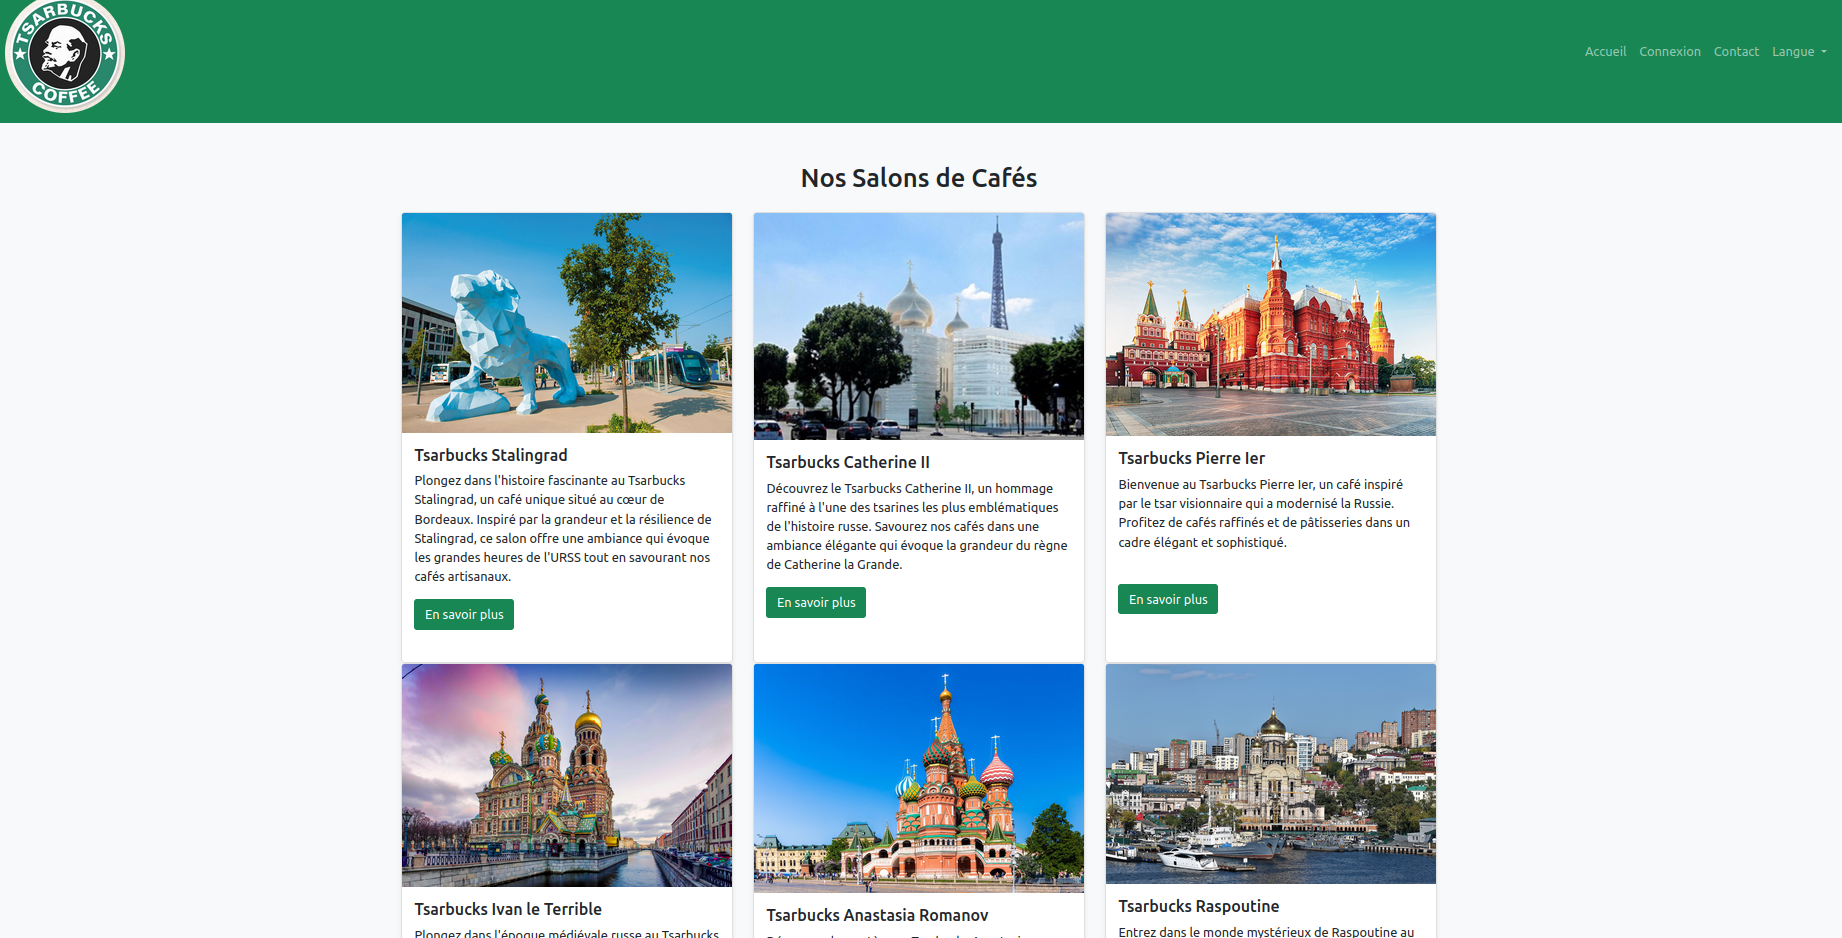 TSARBUCKS
COFFEE
Accueil Connexion Contact Langue
Nos Salons de Cafés
Tsarbucks Stalingrad
Plongez dans l'histoire fascinante au Tsarbucks
Stalingrad, un café unique situé au cœur de
Bordeaux. Inspiré par la grandeur et la résilience de
Stalingrad, ce salon offre une ambiance qui évoque
les grandes heures de l'URSS tout en savourant nos
cafés artisanaux.
En savoir plus
Tsarbucks Catherine II
Découvrez le Tsarbucks Catherine II, un hommage
raffiné à l'une des tsarines les plus emblématiques
de l'histoire russe. Savourez nos cafés dans une
ambiance élégante qui évoque la grandeur du règne
de Catherine la Grande.
En savoir plus
Tsarbucks Pierre Ier
Bienvenue au Tsarbucks Pierre Ier, un café inspiré
par le tsar visionnaire qui a modernisé la Russie.
Profitez de cafés raffinés et de pâtisseries dans un
cadre élégant et sophistiqué.
En savoir plus
Tsarbucks Ivan le Terrible
Plongez dans l'époque médiévale russe au Tsarbucks
Tsarbucks Anastasia Romanov
Tsarbucks Raspoutine
Entrez dans le monde mystérieux de Raspoutine au